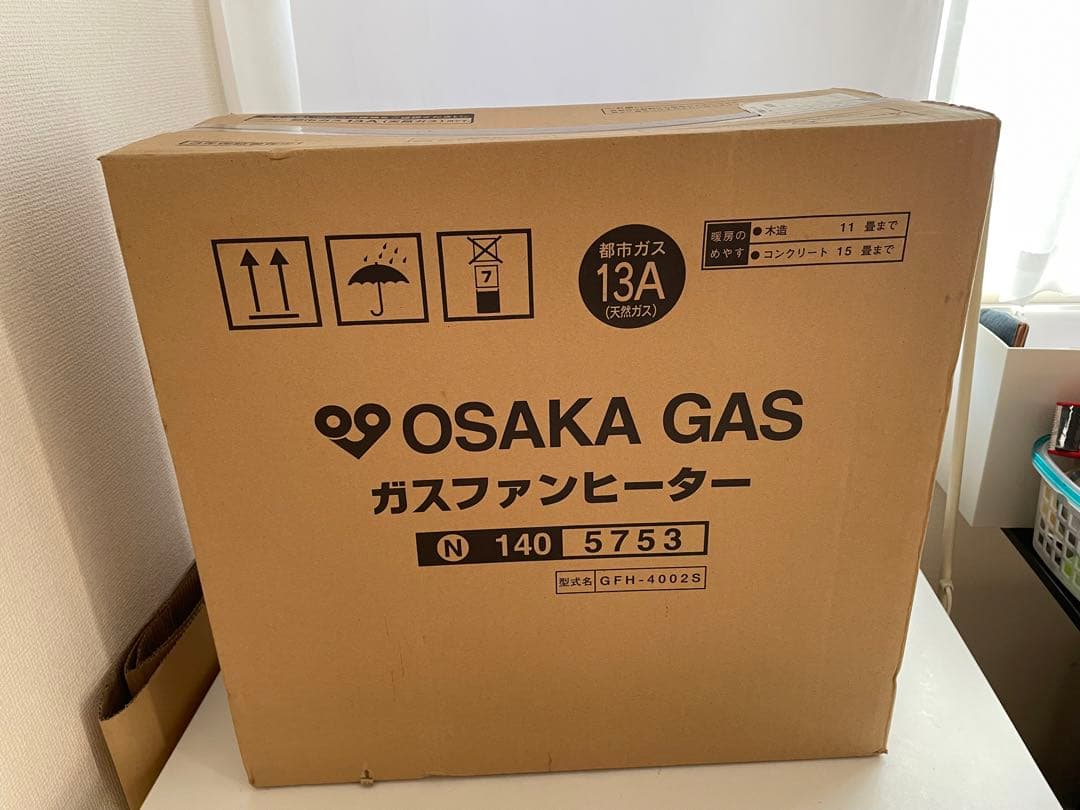 都市ガス
13A
(天然ガス)
暖房の
めやす
●木造 11 畳まで
●コンクリート 15 畳まで
7
OSAKA GAS
ガスファンヒーター
N 140 5753
型式名 GFH-4002S